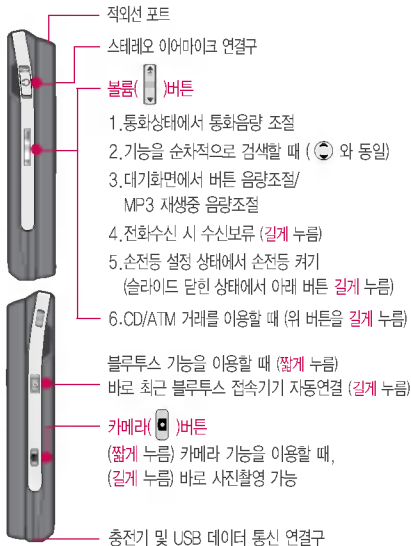 적외선 포트
스테레오 이어마이크 연결구
볼륨( )버튼
1.통화상태에서 통화음량 조절
2.기능을 순차적으로 검색할 때 ( 와 동일)
3.대기화면에서 버튼 음량조절/
MP3 재생중 음량조절
4.전화수신 시 수신보류 (길게 누름)
5.손전등 설정 상태에서 손전등 켜기
(슬라이드 닫힌 상태에서 아래 버튼 길게 누름)
6.CD/ATM 거래를 이용할 때 (위 버튼을 길게 누름)
블루투스 기능을 이용할 때 (짧게 누름)
바로 최근 블루투스 접속기기 자동연결 (길게 누름)
카메라( )버튼
(짧게 누름) 카메라 기능을 이용할 때,
(길게 누름) 바로 사진촬영 가능
충전기 및 USB 데이터 통신 연결구